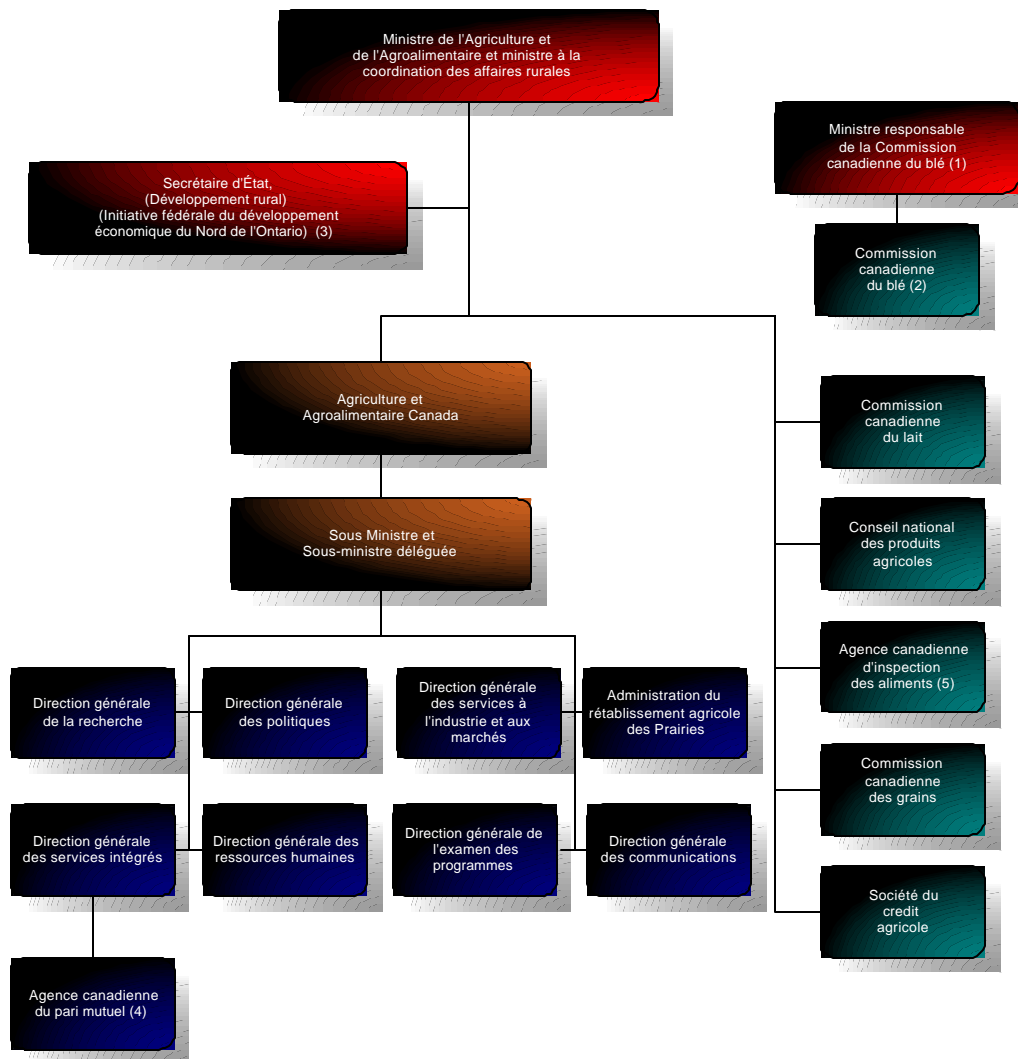 Ministre de l'Agriculture et
de l'Agroalimentaire et ministre à la
coordination des affaires rurales
Ministre responsable
de la Commission
canadienne du blé (1)
Secrétaire d'État,
(Développement rural)
(Initiative fédérale du développement
économique du Nord de l'Ontario) (3)
Commission
canadienne
du blé (2)
Agriculture et
Agroalimentaire Canada
Commission
canadienne
du lait
Sous Ministre et
Sous-ministre déléguée
Conseil national
des produits
agricoles
Agence canadienne
d'inspection
des aliments (5)
Direction générale
de la recherche
Direction générale
des politiques
Direction générale
des services à
l'industrie et aux
marchés
Administration du
rétablissement agricole
des Prairies
Commission
canadienne
des grains
Direction générale
des services intégrés
Direction générale des
ressources humaines
Direction générale de
l'examen des
programmes
Direction générale
des communications
Société du
credit
agricole
Agence canadienne
du pari mutuel (4)